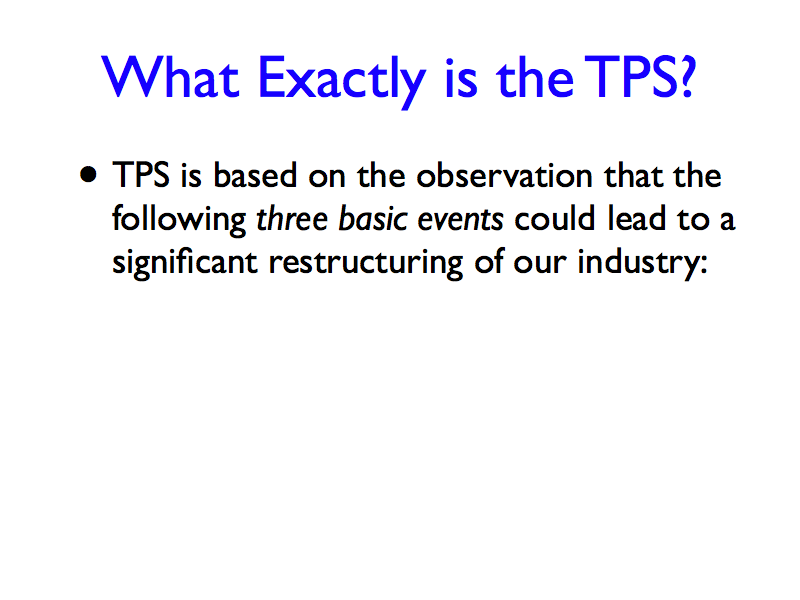 What Exactly is the TPS?
• TPS is based on the observation that the
following three basic events could lead to a
significant restructuring of our industry: